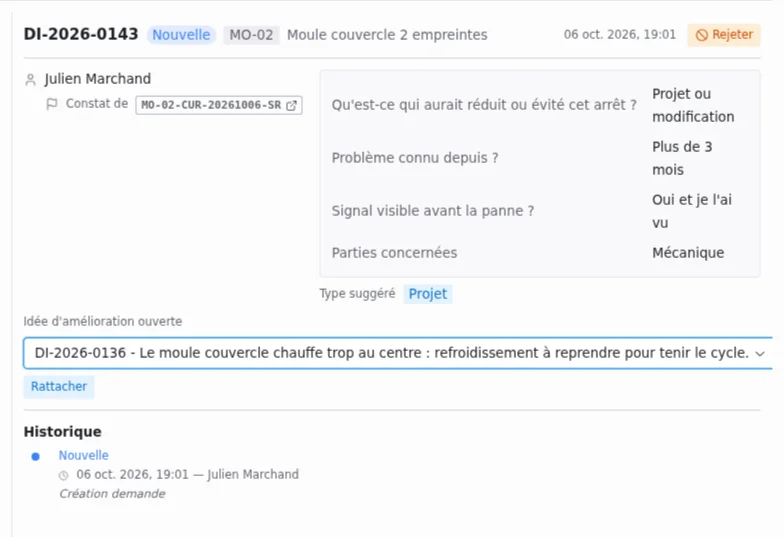 DI-2026-0143 Nouvelle MO-02 Moule couvercle 2 empreintes 06 oct. 2026, 19:01 Rejeter
Julien Marchand
Constat de MO-02-CUR-20261006-SR
Qu'est-ce qui aurait réduit ou évité cet arrêt ? Projet ou
modification
Problème connu depuis ? Plus de 3
mois
Signal visible avant la panne ? Oui et je l'ai
vu
Parties concernées Mécanique
Type suggéré Projet
Idée d'amélioration ouverte
DI-2026-0136 - Le moule couvercle chauffe trop au centre : refroidissement à reprendre pour tenir le cycle.
Rattacher
Historique
Nouvelle
06 oct. 2026, 19:01 — Julien Marchand
Création demande